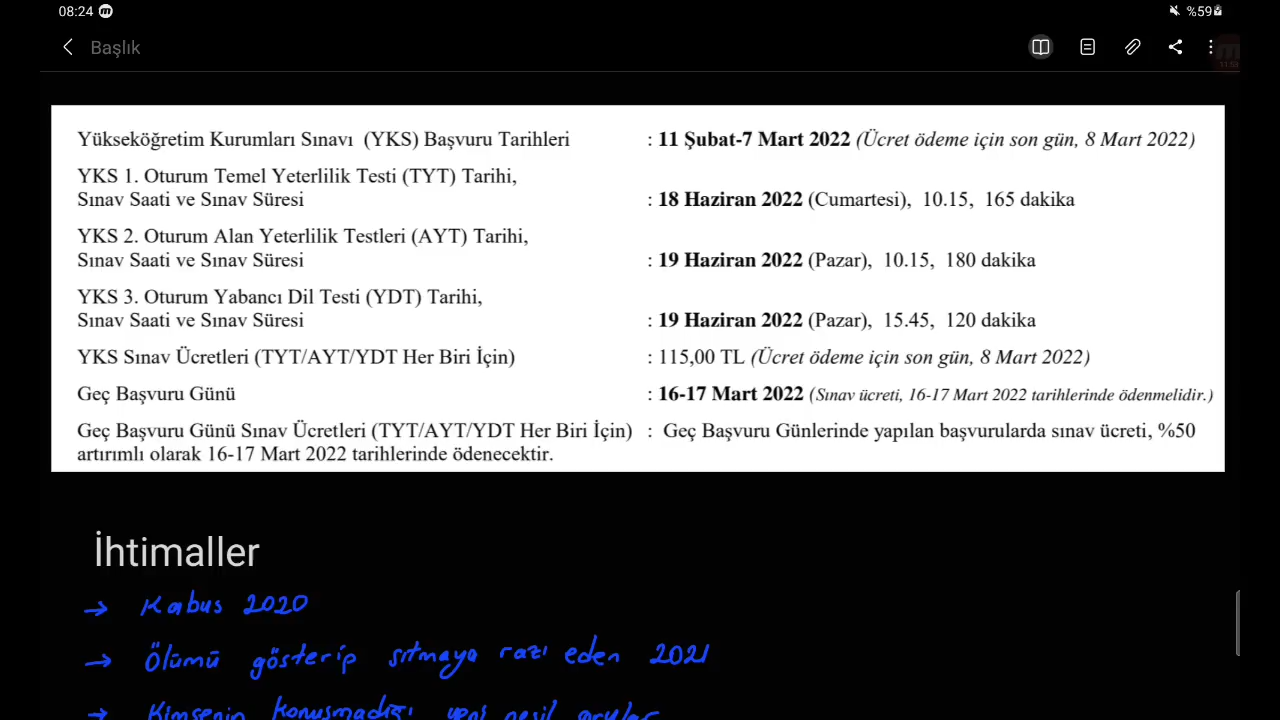 08:24
%59
Başlık
Yükseköğretim Kurumları Sınavı (YKS) Başvuru Tarihleri : 11 Şubat-7 Mart 2022 (Ücret ödeme için son gün, 8 Mart 2022)
YKS 1. Oturum Temel Yeterlilik Testi (TYT) Tarihi,
Sınav Saati ve Sınav Süresi : 18 Haziran 2022 (Cumartesi), 10.15, 165 dakika
YKS 2. Oturum Alan Yeterlilik Testleri (AYT) Tarihi,
Sınav Saati ve Sınav Süresi : 19 Haziran 2022 (Pazar), 10.15, 180 dakika
YKS 3. Oturum Yabancı Dil Testi (YDT) Tarihi,
Sınav Saati ve Sınav Süresi : 19 Haziran 2022 (Pazar), 15.45, 120 dakika
YKS Sınav Ücretleri (TYT/AYT/YDT Her Biri İçin) : 115,00 TL (Ücret ödeme için son gün, 8 Mart 2022)
Geç Başvuru Günü : 16-17 Mart 2022 (Sınav ücreti, 16-17 Mart 2022 tarihlerinde ödenmelidir.)
Geç Başvuru Günü Sınav Ücretleri (TYT/AYT/YDT Her Biri İçin) : Geç Başvuru Günlerinde yapılan başvurularda sınav ücreti, %50
artırımlı olarak 16-17 Mart 2022 tarihlerinde ödenecektir.
İhtimaller
→ Kabus 2020
→ Ölümü gösterip sıtmaya razı eden 2021
→ Kimsenin konuşmadığı yeni nesil